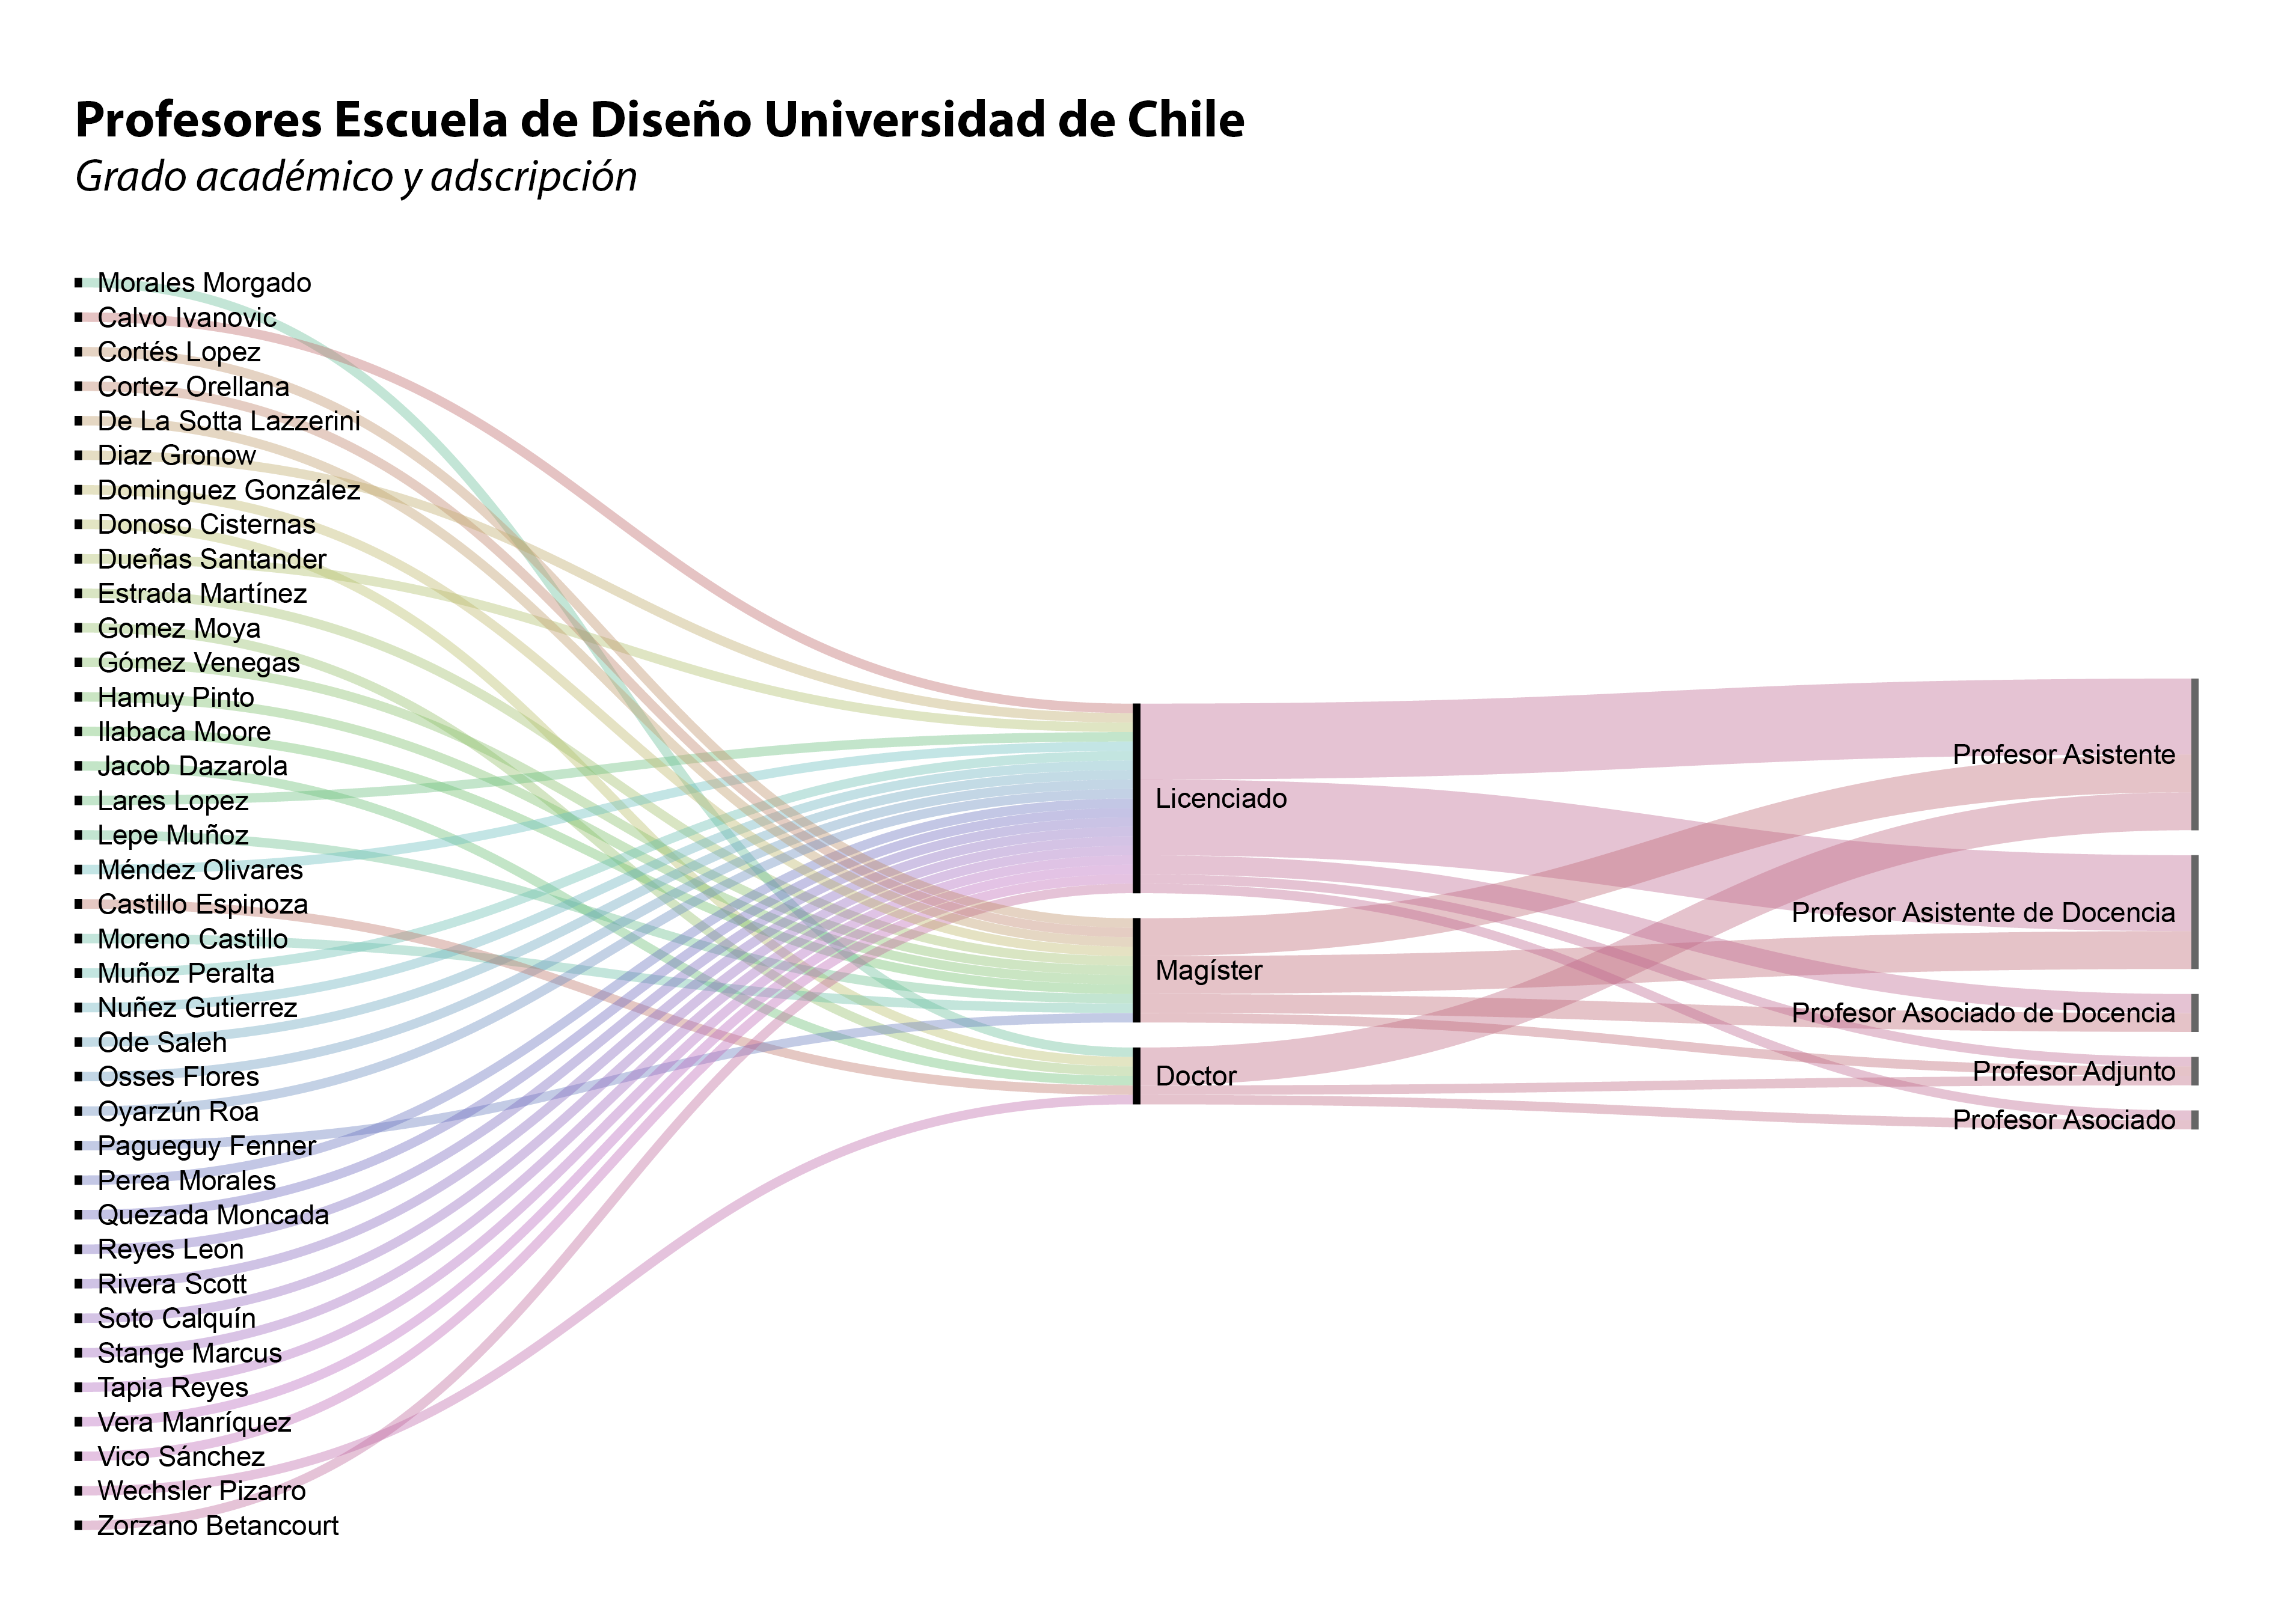 Profesores Escuela de Diseño Universidad de Chile
Grado académico y adscripción
Morales Morgado
Calvo Ivanovic
Cortés Lopez
Cortez Orellana
De La Sotta Lazzerini
Diaz Gronow
Dominguez González
Donoso Cisternas
Dueñas Santander
Estrada Martínez
Gomez Moya
Gómez Venegas
Hamuy Pinto
Ilabaca Moore
Jacob Dazarola
Lares Lopez
Lepe Muñoz
Méndez Olivares
Castillo Espinoza
Moreno Castillo
Muñoz Peralta
Nuñez Gutierrez
Ode Saleh
Osses Flores
Oyarzún Roa
Pagueguy Fenner
Perea Morales
Quezada Moncada
Reyes Leon
Rivera Scott
Soto Calquín
Stange Marcus
Tapia Reyes
Vera Manríquez
Vico Sánchez
Wechsler Pizarro
Zorzano Betancourt
Licenciado
Magíster
Doctor
Profesor Asistente
Profesor Asistente de Docencia
Profesor Asociado de Docencia
Profesor Adjunto
Profesor Asociado